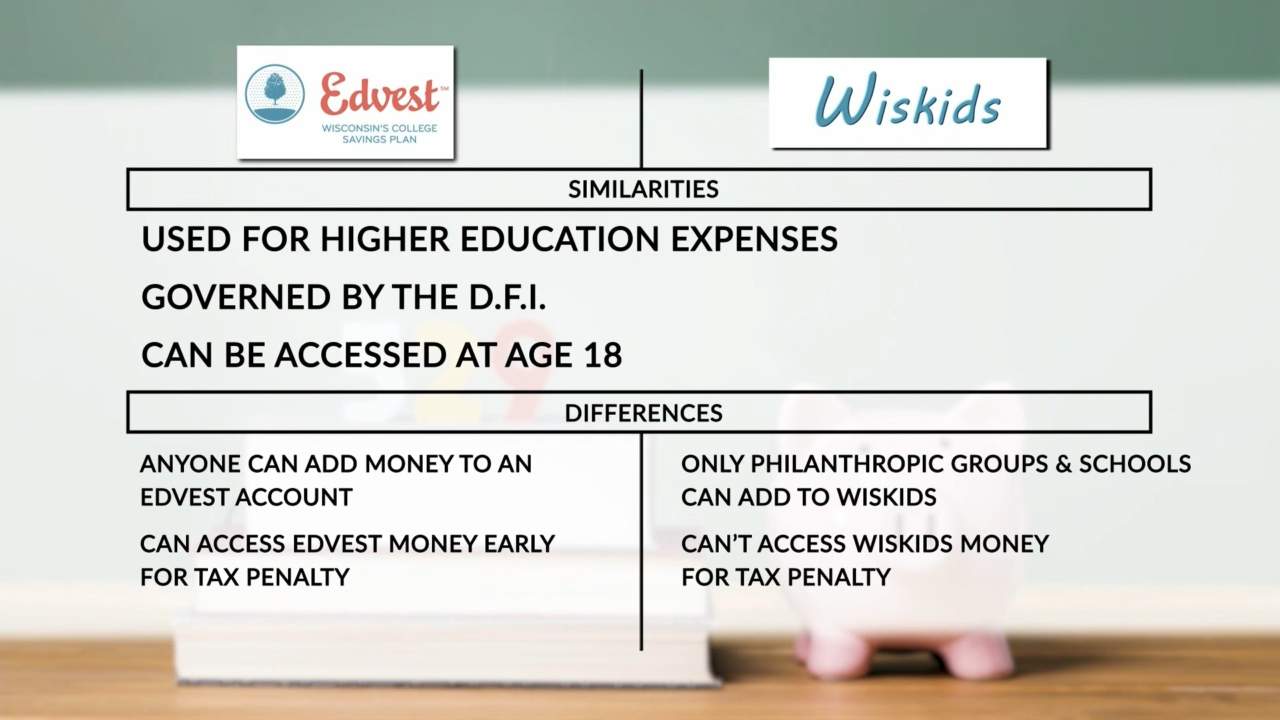 Edvest℠
WISCONSIN'S COLLEGE
SAVINGS PLAN
Wiskids
SIMILARITIES
USED FOR HIGHER EDUCATION EXPENSES
GOVERNED BY THE D.F.I.
CAN BE ACCESSED AT AGE 18
DIFFERENCES
ANYONE CAN ADD MONEY TO AN
EDVEST ACCOUNT
CAN ACCESS EDVEST MONEY EARLY
FOR TAX PENALTY
ONLY PHILANTHROPIC GROUPS & SCHOOLS
CAN ADD TO WISKIDS
CAN'T ACCESS WISKIDS MONEY
FOR TAX PENALTY